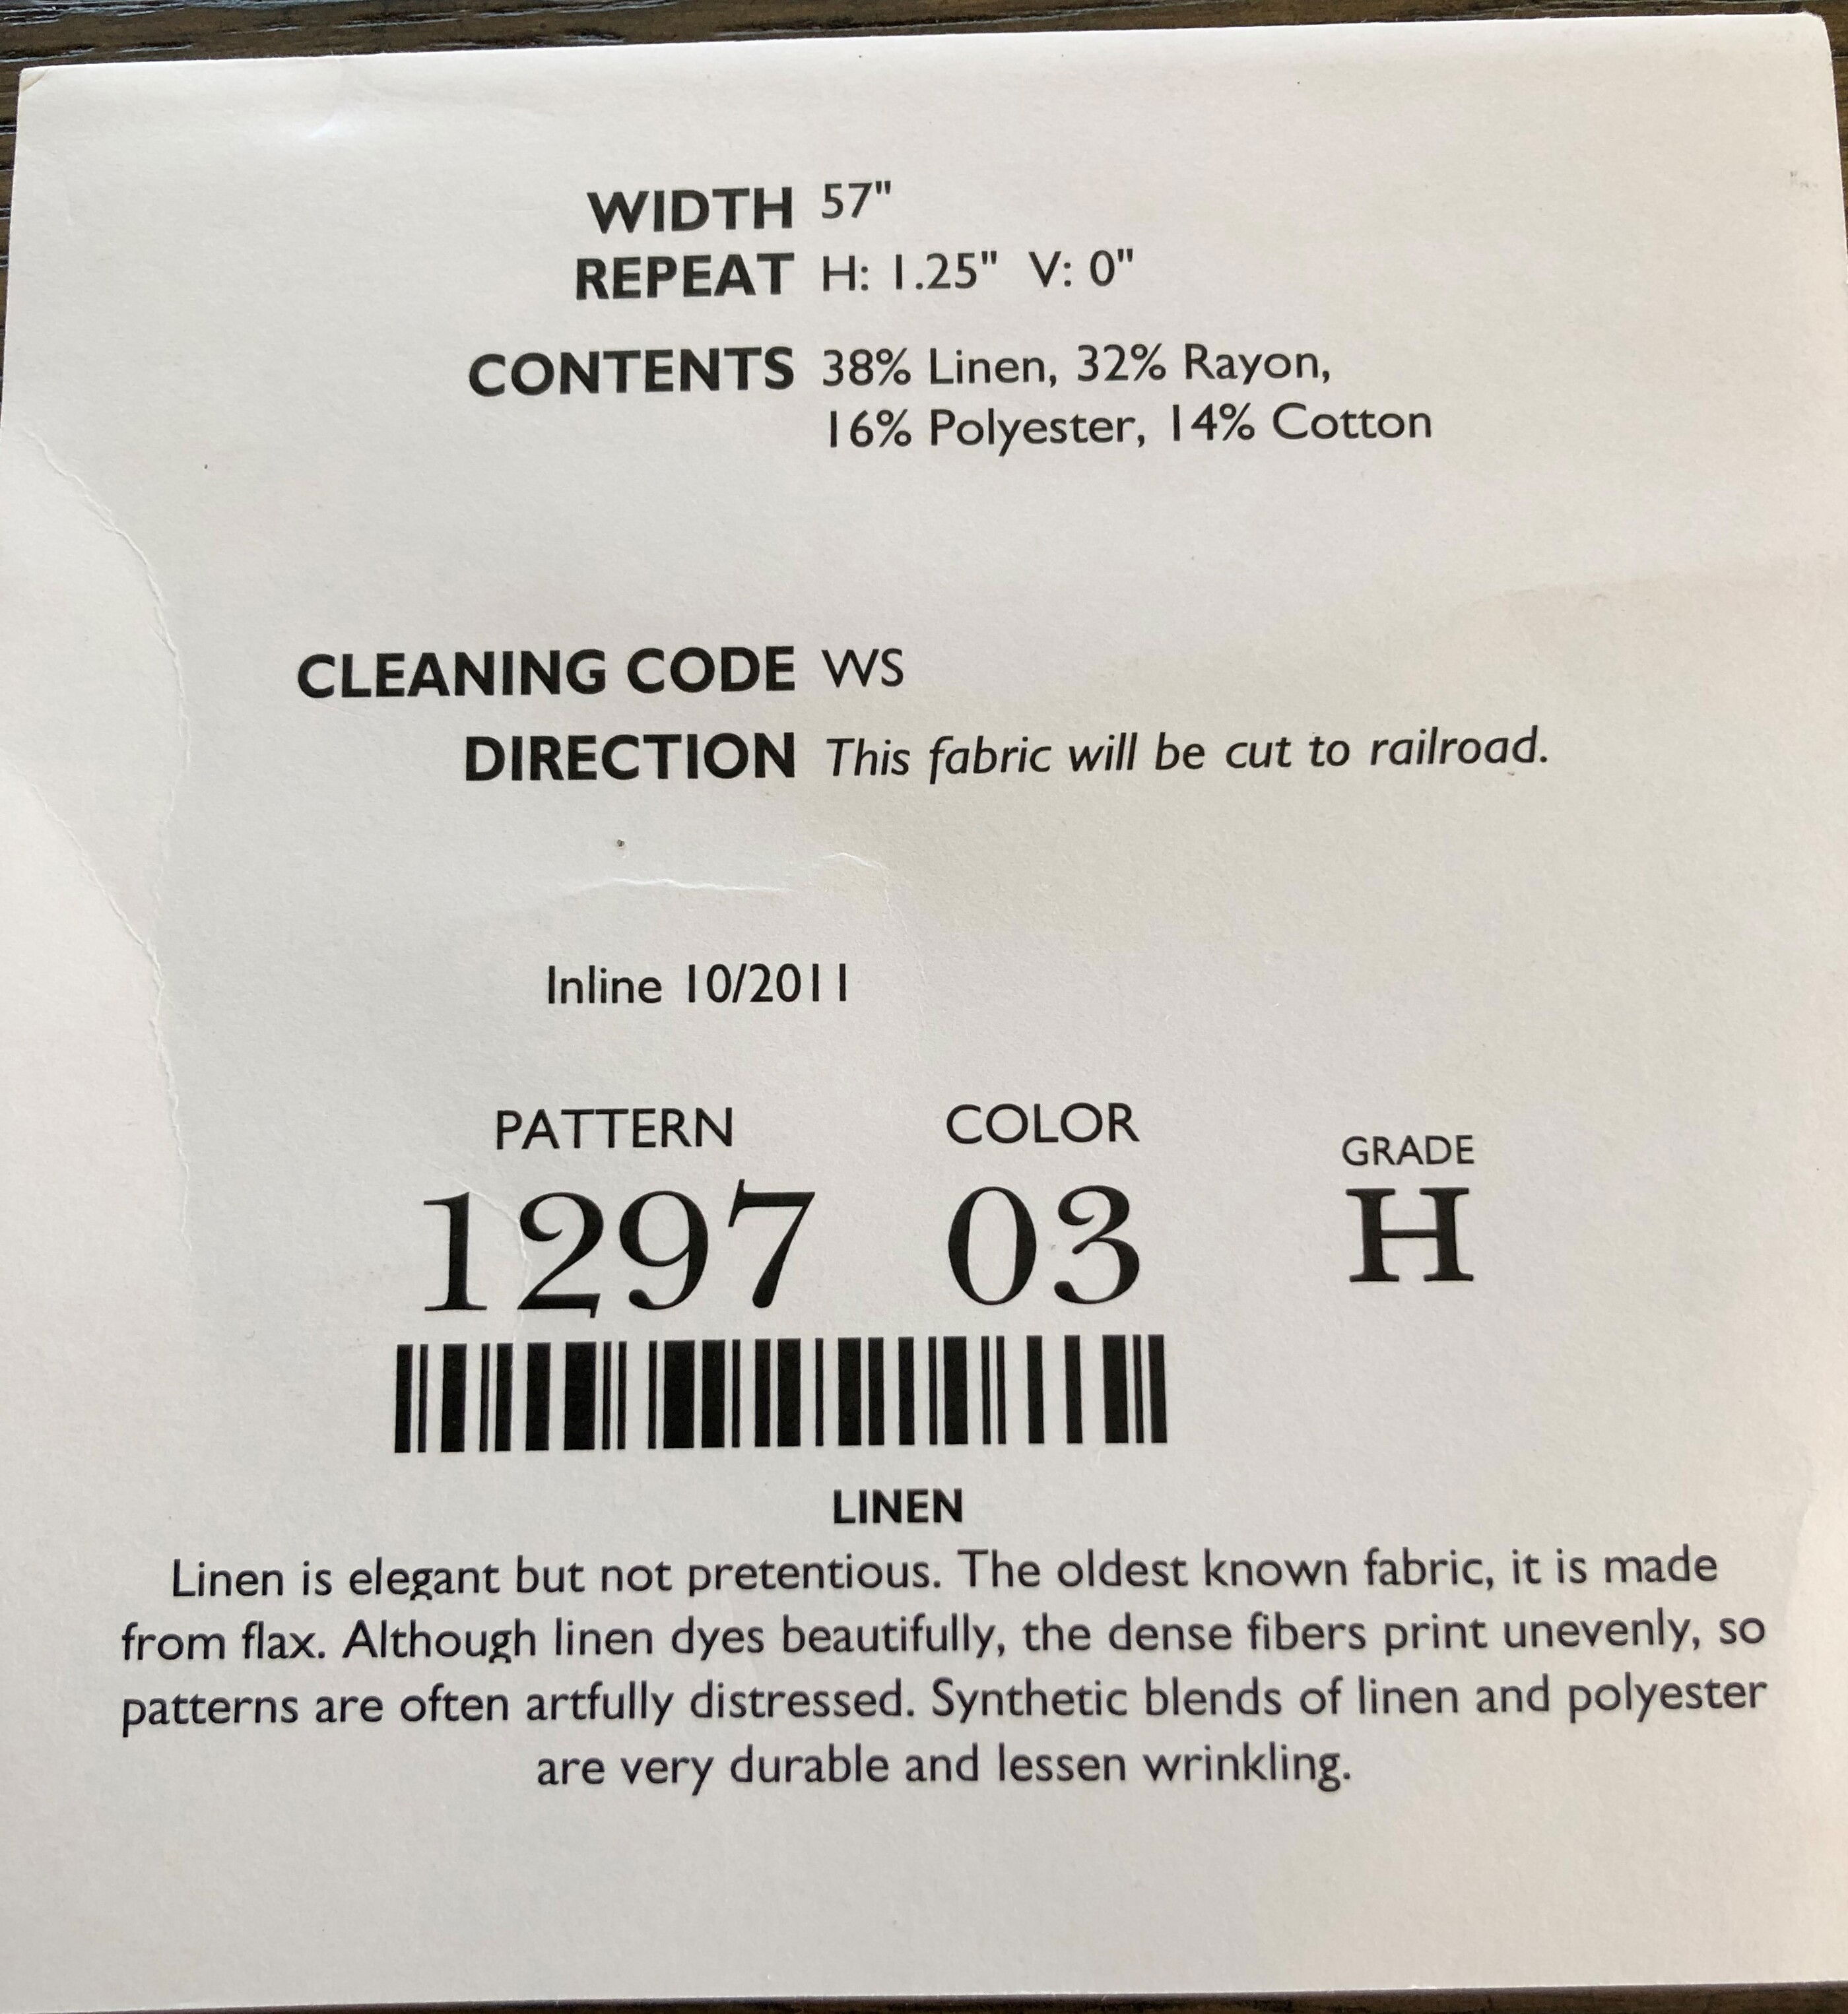 WIDTH 57"
REPEAT H: 1.25" V: 0"
CONTENTS 38% Linen, 32% Rayon,
16% Polyester, 14% Cotton
CLEANING CODE WS
DIRECTION This fabric will be cut to railroad.
Inline 10/2011
PATTERN COLOR GRADE
1297 03 H
LINEN
Linen is elegant but not pretentious. The oldest known fabric, it is made
from flax. Although linen dyes beautifully, the dense fibers print unevenly, so
patterns are often artfully distressed. Synthetic blends of linen and polyester
are very durable and lessen wrinkling.